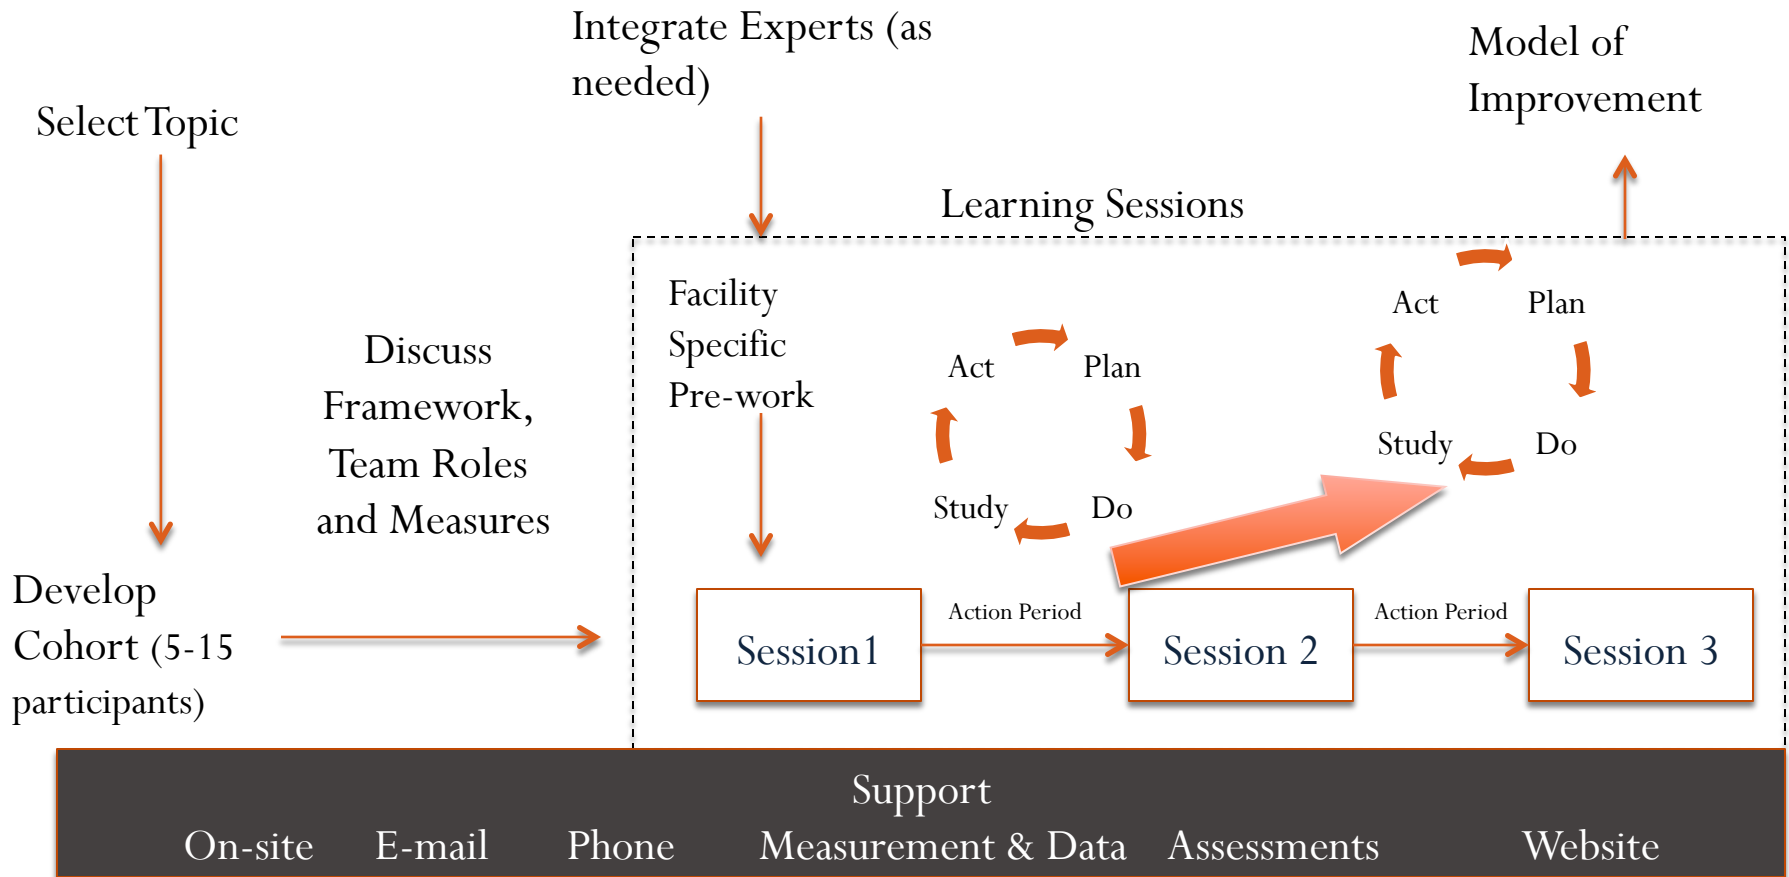 Select Topic
Integrate Experts (as
needed)
Model of
Improvement
Learning Sessions
Discuss
Framework,
Team Roles
and Measures
Develop
Cohort (5-15
participants)
Facility
Specific
Pre-work
Act
Plan
Study
Do
Act
Plan
Study
Do
Session1
Action Period
Session 2
Action Period
Session 3
Support
On-site E-mail Phone Measurement & Data Assessments Website